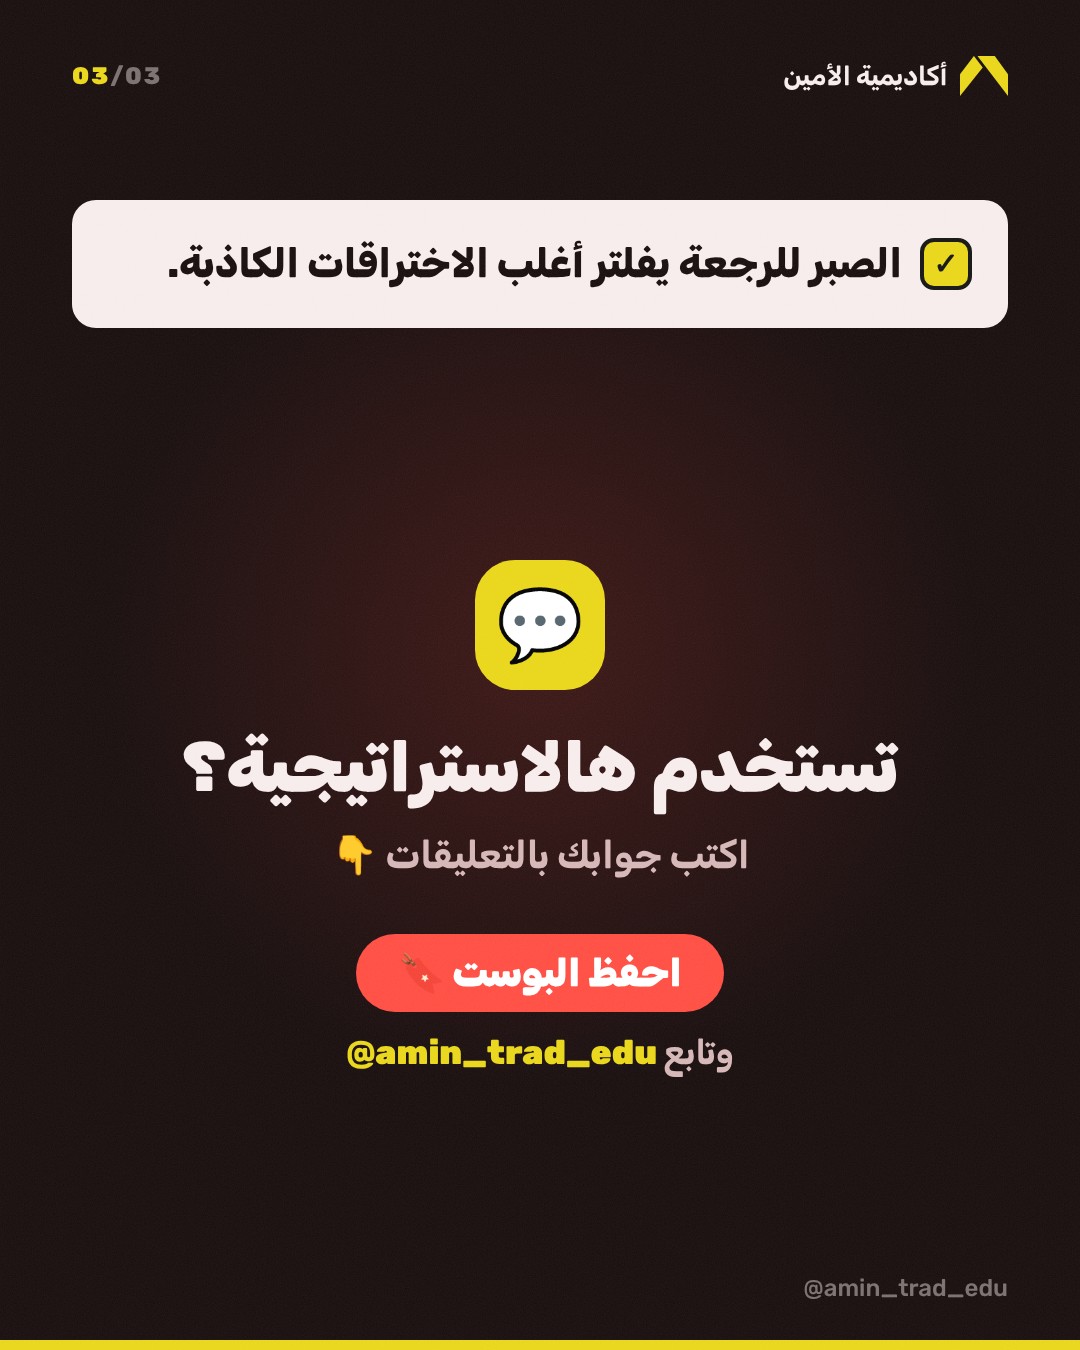 أكاديمية الأمين
03/03
✓ الصبر للرجعة يفلتر أغلب الاختراقات الكاذبة.
💬
تستخدم هالاستراتيجية؟
اكتب جوابك بالتعليقات 👇
احفظ البوست 🔖
وتابع @amin_trad_edu
@amin_trad_edu